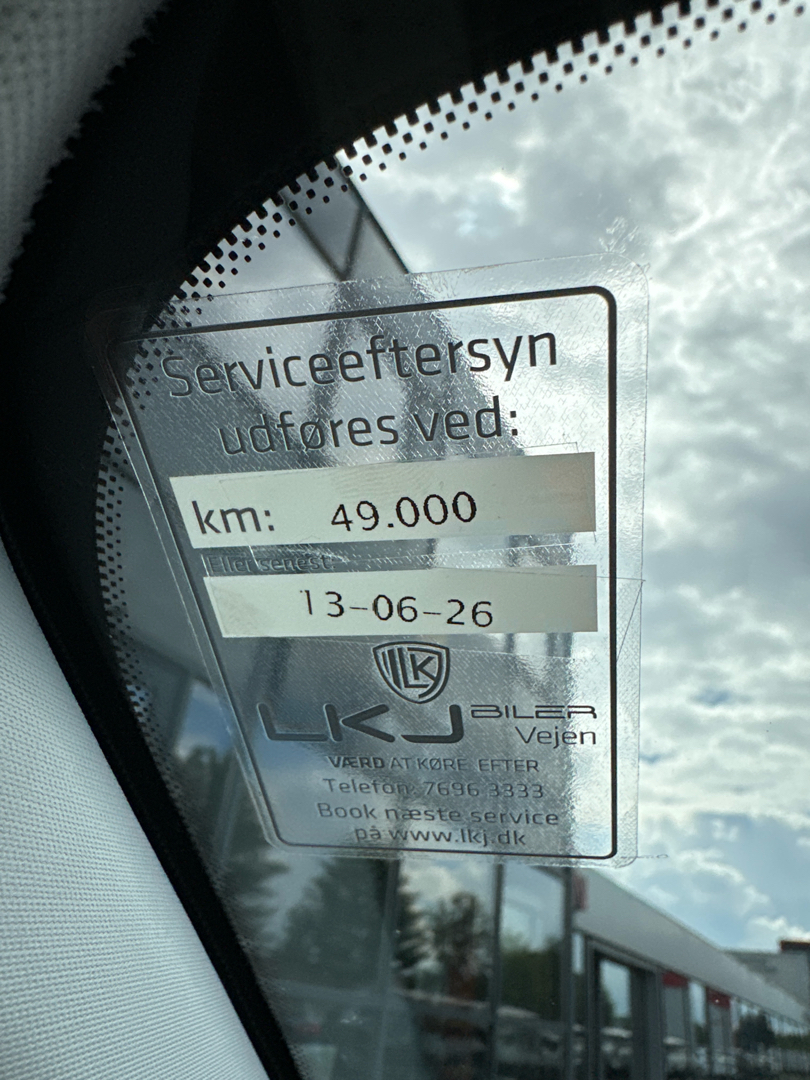 Serviceeftersyn
udføres ved:
km: 49.000
Eller senest:
13-06-26
LKJ
LKJ BILER
Vejen
VÆRD AT KØRE EFTER
Telefon: 7696 3333
Book næste service
på www.lkj.dk